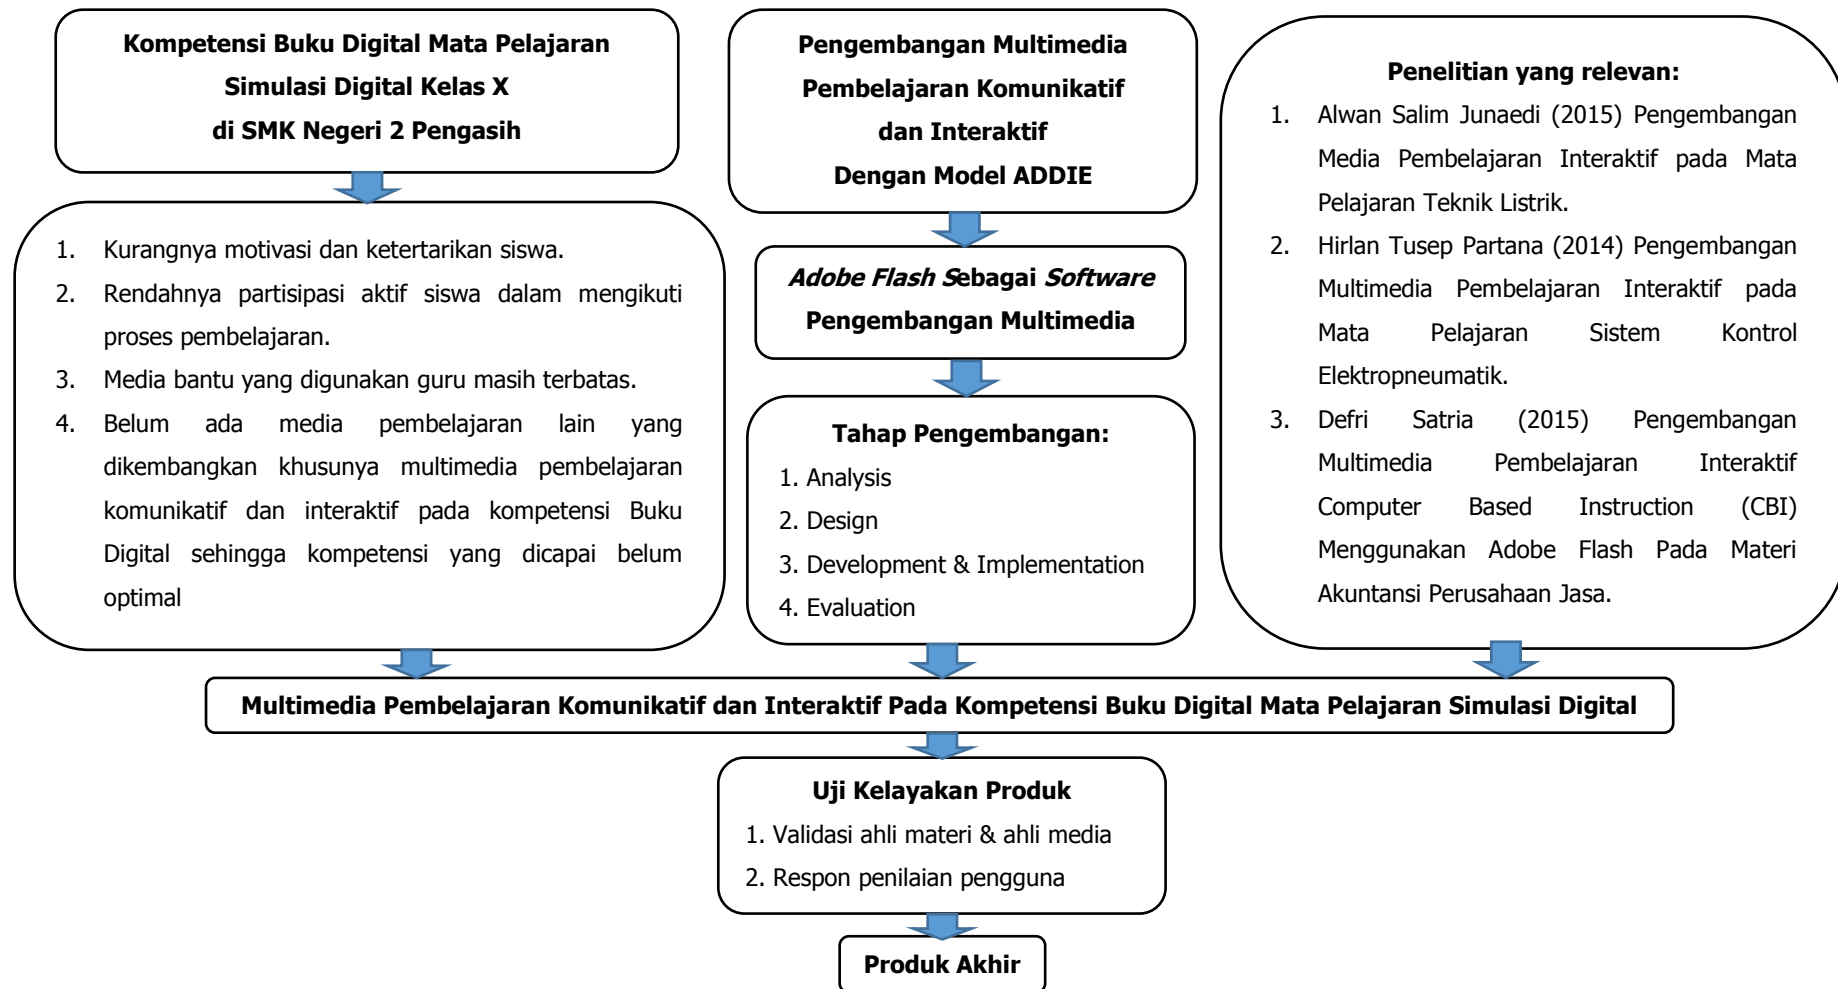 Kompetensi Buku Digital Mata Pelajaran
Simulasi Digital Kelas X
di SMK Negeri 2 Pengasih
1. Kurangnya motivasi dan ketertarikan siswa.
2. Rendahnya partisipasi aktif siswa dalam mengikuti
proses pembelajaran.
3. Media bantu yang digunakan guru masih terbatas.
4. Belum ada media pembelajaran lain yang
dikembangkan khusunya multimedia pembelajaran
komunikatif dan interaktif pada kompetensi Buku
Digital sehingga kompetensi yang dicapai belum
optimal
Pengembangan Multimedia
Pembelajaran Komunikatif
dan Interaktif
Dengan Model ADDIE
Adobe Flash Sebagai Software
Pengembangan Multimedia
Tahap Pengembangan:
1. Analysis
2. Design
3. Development & Implementation
4. Evaluation
Penelitian yang relevan:
1. Alwan Salim Junaedi (2015) Pengembangan
Media Pembelajaran Interaktif pada Mata
Pelajaran Teknik Listrik.
2. Hirlan Tusep Partana (2014) Pengembangan
Multimedia Pembelajaran Interaktif pada
Mata Pelajaran Sistem Kontrol
Elektropneumatik.
3. Defri Satria (2015) Pengembangan
Multimedia Pembelajaran Interaktif
Computer Based Instruction (CBI)
Menggunakan Adobe Flash Pada Materi
Akuntansi Perusahaan Jasa.
Multimedia Pembelajaran Komunikatif dan Interaktif Pada Kompetensi Buku Digital Mata Pelajaran Simulasi Digital
Uji Kelayakan Produk
1. Validasi ahli materi & ahli media
2. Respon penilaian pengguna
Produk Akhir